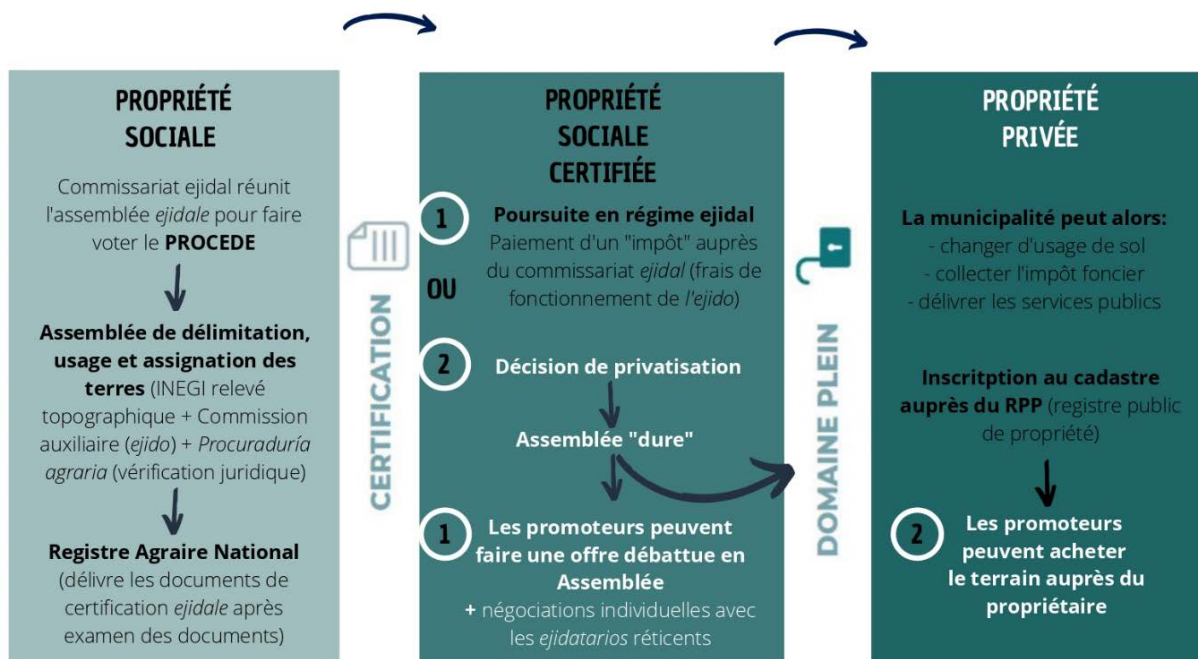 PROPRIÉTÉ
SOCIALE
Commissariat ejidal réunit
l'assemblée ejidale pour faire
voter le PROCEDE
Assemblée de délimitation,
usage et assignation des
terres (INEGI relevé
topographique + Commission
auxiliaire (ejido) + Procuraduría
agraria (vérification juridique)
Registre Agraire National
(délivre les documents de
certification ejidale après
examen des documents)
CERTIFICATION
PROPRIÉTÉ
SOCIALE
CERTIFIÉE
1
Poursuite en régime ejidal
Paiement d'un "impôt" auprès
du commissariat ejidal (frais de
fonctionnement de l'ejido)
OU
2
Décision de privatisation
Assemblée "dure"
1
Les promoteurs peuvent
faire une offre débattue en
Assemblée
+ négociations individuelles avec
les ejidatarios réticents
DOMAINE PLEIN
PROPRIÉTÉ
PRIVÉE
La municipalité peut alors:
- changer d'usage de sol
- collecter l'impôt foncier
- délivrer les services publics
Inscritption au cadastre
auprès du RPP (registre public
de propriété)
2
Les promoteurs
peuvent acheter
le terrain auprès du
propriétaire